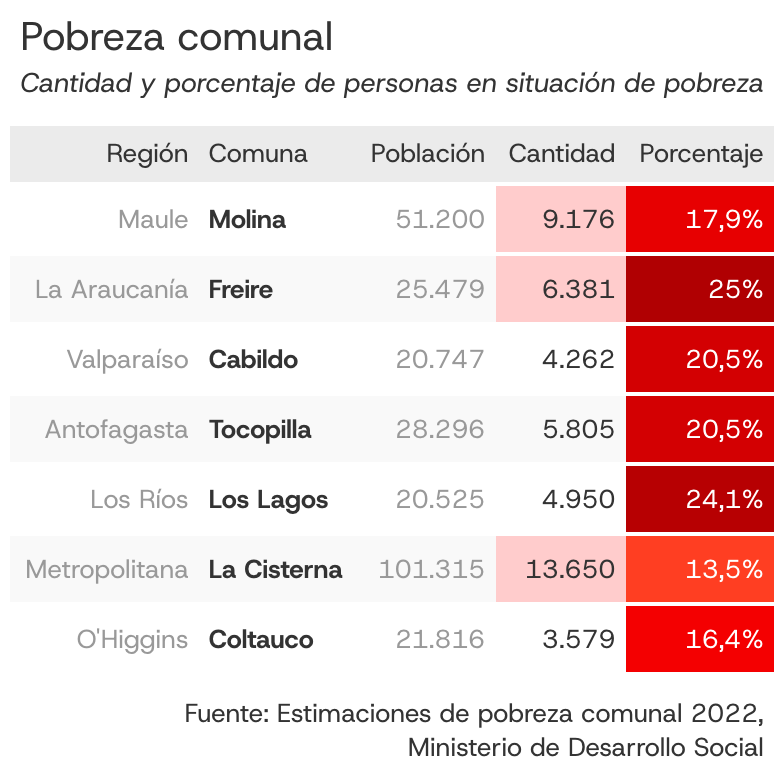 Pobreza comunal
Cantidad y porcentaje de personas en situación de pobreza
Región Comuna Población Cantidad Porcentaje
Maule Molina 51.200 9.176 17,9%
La Araucanía Freire 25.479 6.381 25%
Valparaíso Cabildo 20.747 4.262 20,5%
Antofagasta Tocopilla 28.296 5.805 20,5%
Los Ríos Los Lagos 20.525 4.950 24,1%
Metropolitana La Cisterna 101.315 13.650 13,5%
O'Higgins Coltauco 21.816 3.579 16,4%
Fuente: Estimaciones de pobreza comunal 2022,
Ministerio de Desarrollo Social